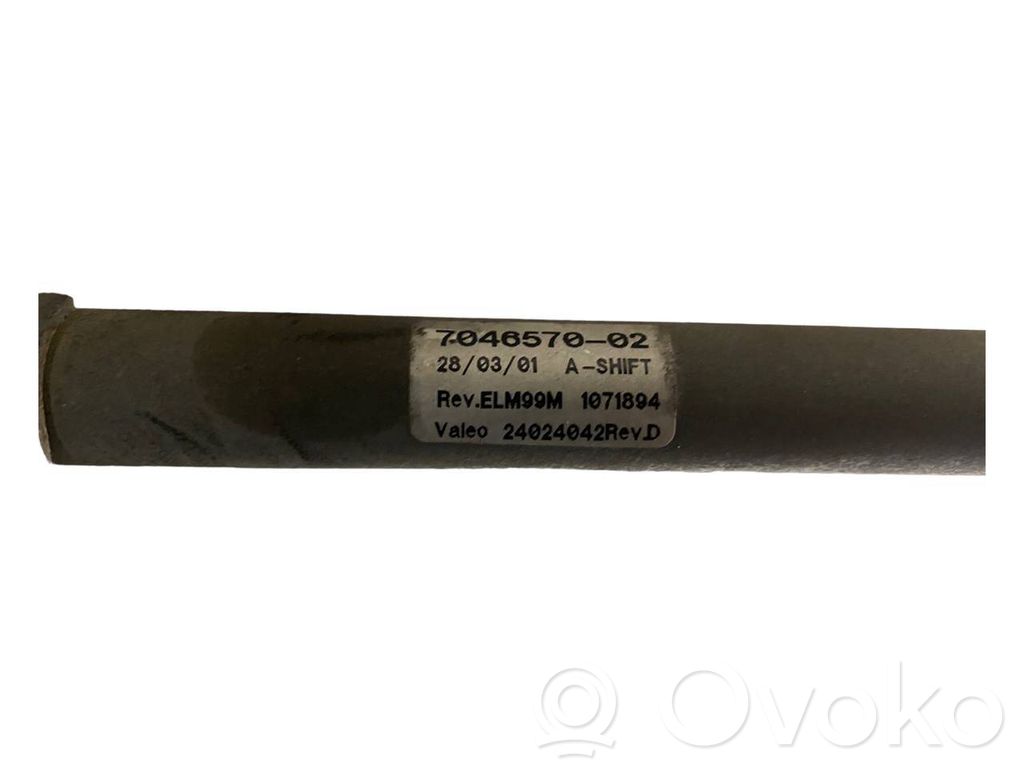 7046570-02
28/03/01 A-SHIFT
Rev.ELM99M 1071894
Valeo 24024042Rev.D
Ovoko